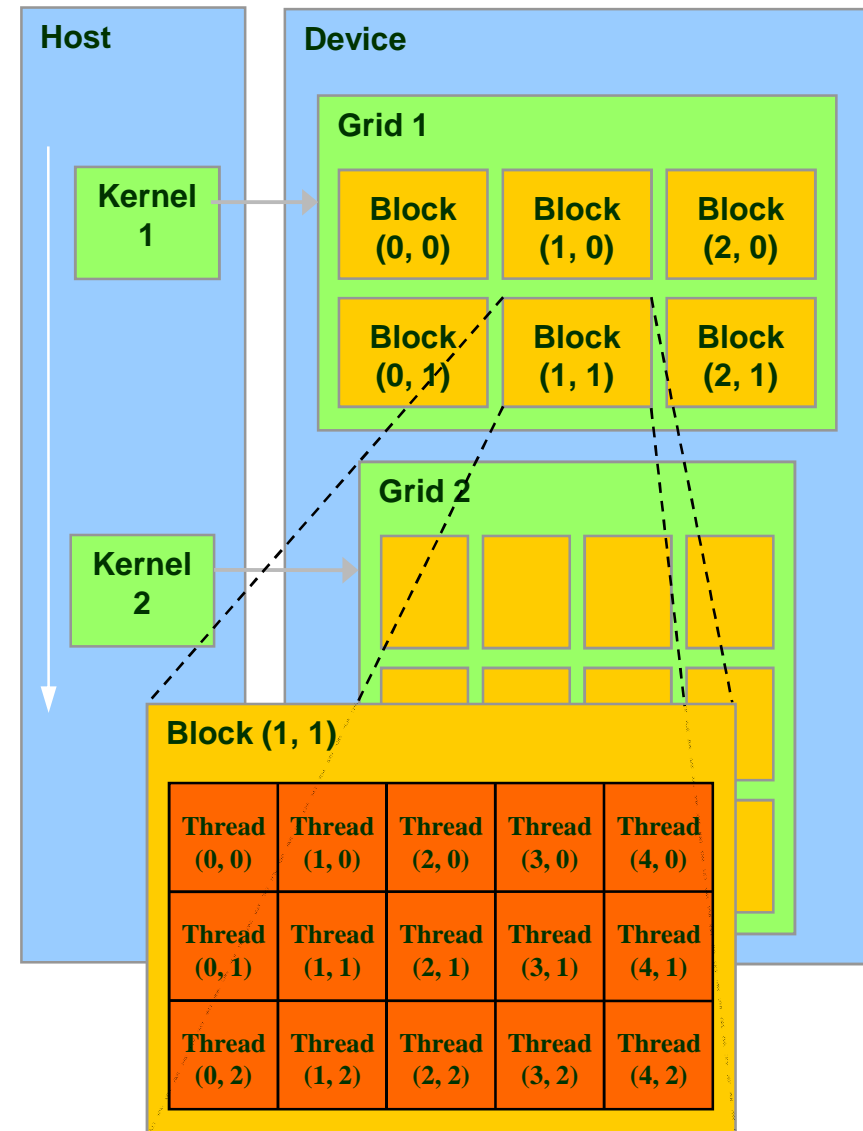 Host
Device
Grid 1
Kernel
1
Block
(0, 0)
Block
(1, 0)
Block
(2, 0)
Block
(0, 1)
Block
(1, 1)
Block
(2, 1)
Grid 2
Kernel
2
Block (1, 1)
Thread
(0, 0)
Thread
(1, 0)
Thread
(2, 0)
Thread
(3, 0)
Thread
(4, 0)
Thread
(0, 1)
Thread
(1, 1)
Thread
(2, 1)
Thread
(3, 1)
Thread
(4, 1)
Thread
(0, 2)
Thread
(1, 2)
Thread
(2, 2)
Thread
(3, 2)
Thread
(4, 2)